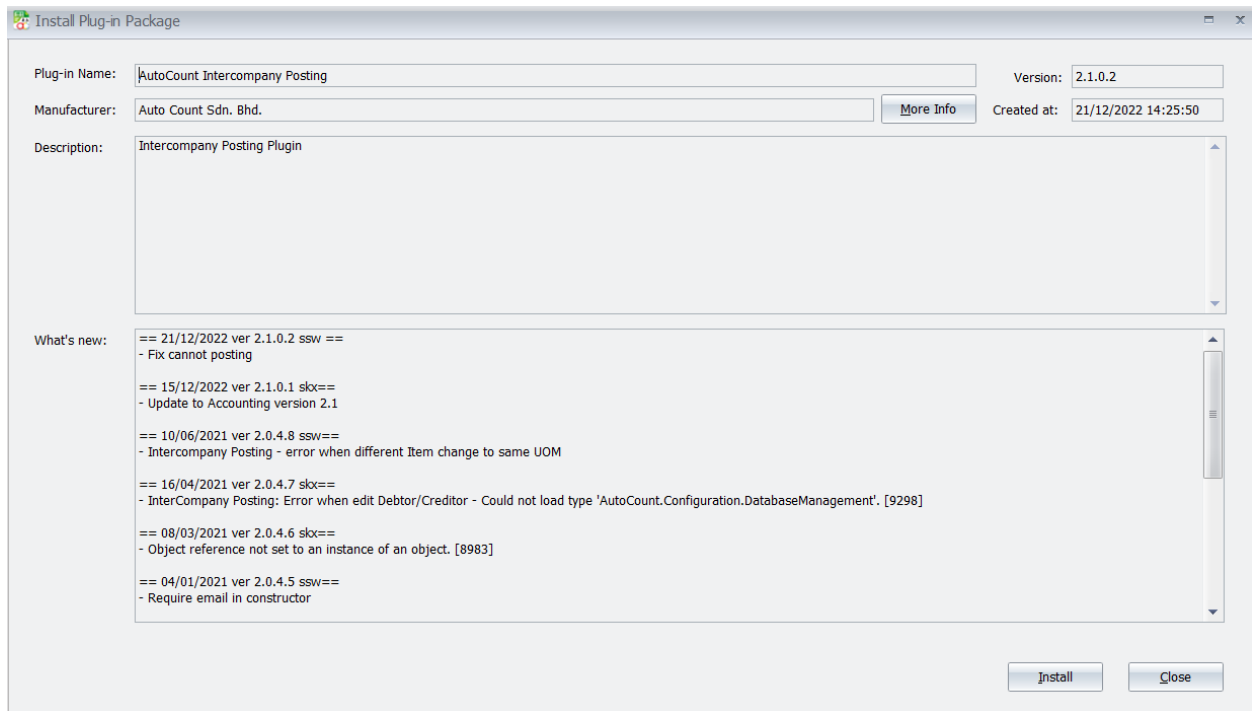 Install Plug-in Package
Plug-in Name: AutoCount Intercompany Posting Version: 2.1.0.2
Manufacturer: Auto Count Sdn. Bhd. More Info Created at: 21/12/2022 14:25:50
Description: Intercompany Posting Plugin
What's new: == 21/12/2022 ver 2.1.0.2 ssw ==
- Fix cannot posting
== 15/12/2022 ver 2.1.0.1 skx==
- Update to Accounting version 2.1
== 10/06/2021 ver 2.0.4.8 ssw==
- Intercompany Posting - error when different Item change to same UOM
== 16/04/2021 ver 2.0.4.7 skx==
- InterCompany Posting: Error when edit Debtor/Creditor - Could not load type 'AutoCount.Configuration.DatabaseManagement'. [9298]
== 08/03/2021 ver 2.0.4.6 skx==
- Object reference not set to an instance of an object. [8983]
== 04/01/2021 ver 2.0.4.5 ssw==
- Require email in constructor
Install Close